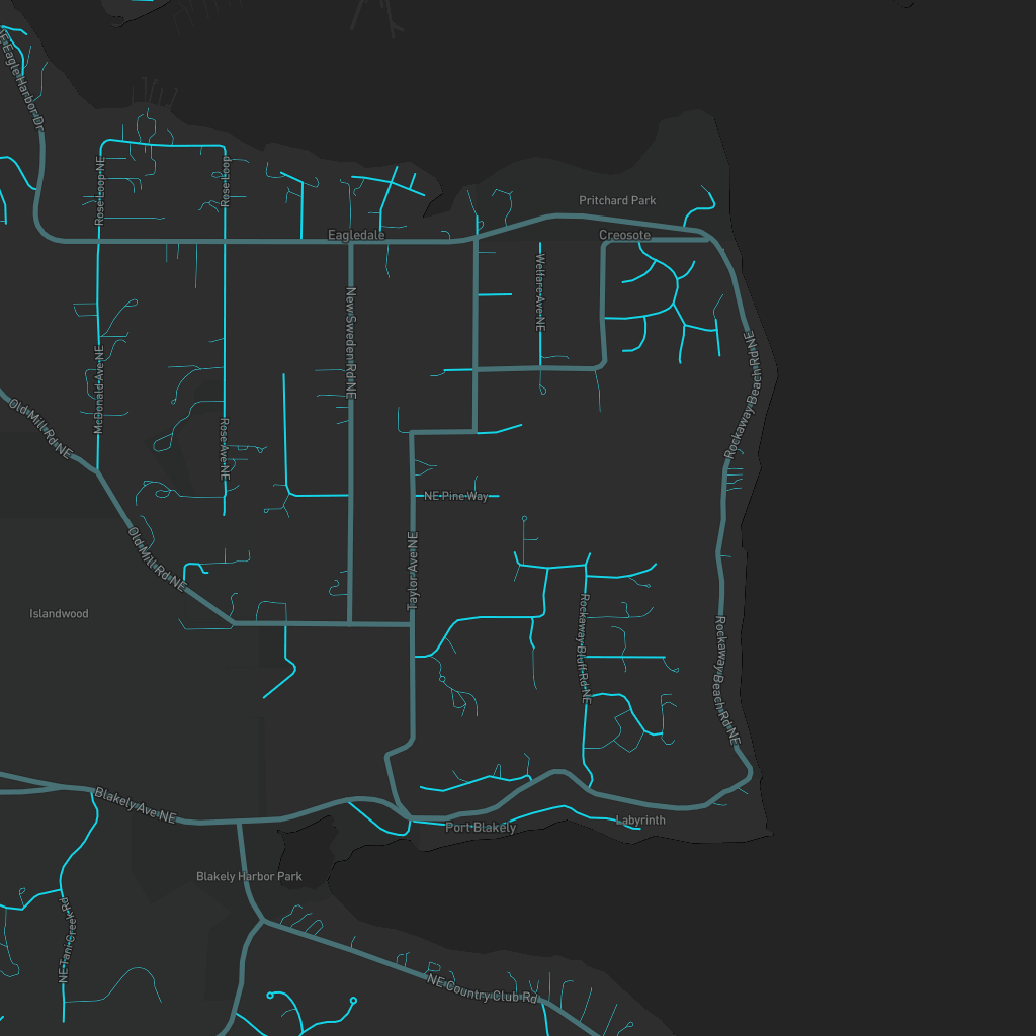 NE Eagle Harbor Dr
Rose Loop NE
Rose Loop
Pritchard Park
Eagledale
Creosote
Welfare Ave NE
New Sweden Rd NE
McDonald Ave NE
Rockaway Beach Rd NE
Old Mill Rd NE
Rose Ave NE
NE Pine Way
Old Mill Rd NE
Taylor Ave NE
Islandwood
Rockaway Bluff Rd NE
Rockaway Beach Rd NE
Blakely Ave NE
Port Blakely
Labyrinth
Blakely Harbor Park
NE Tani Creek Rd
NE Country Club Rd